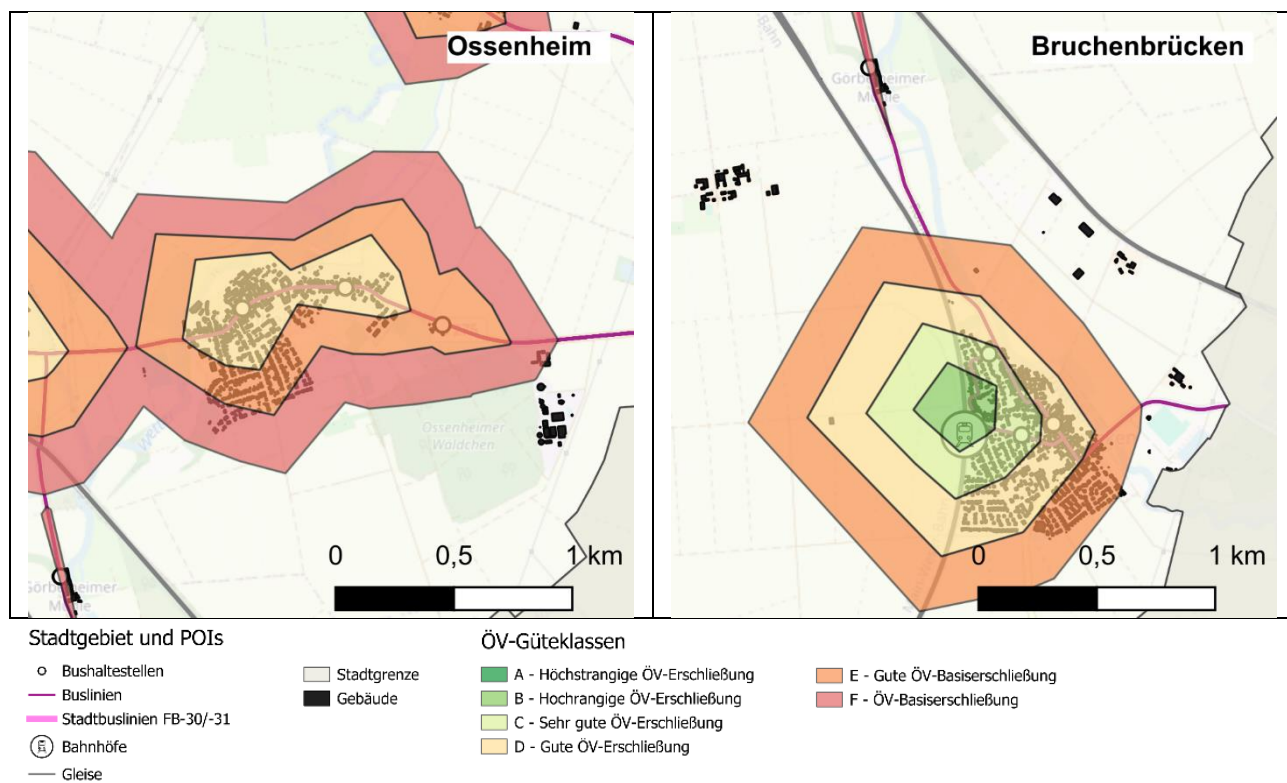 Ossenheim
Bruchenbrücken
Ossenheimer
Wäldchen
0 0,5 1 km
0 0,5 1 km
Stadtgebiet und POIs
Bushaltestellen
Buslinien
Stadtbuslinien FB-30/-31
Bahnhöfe
Gleise
Stadtgrenze
Gebäude
ÖV-Güteklassen
A - Höchstrangige ÖV-Erschließung
B - Hochrangige ÖV-Erschließung
C - Sehr gute ÖV-Erschließung
D - Gute ÖV-Erschließung
E - Gute ÖV-Basiserschließung
F - ÖV-Basiserschließung